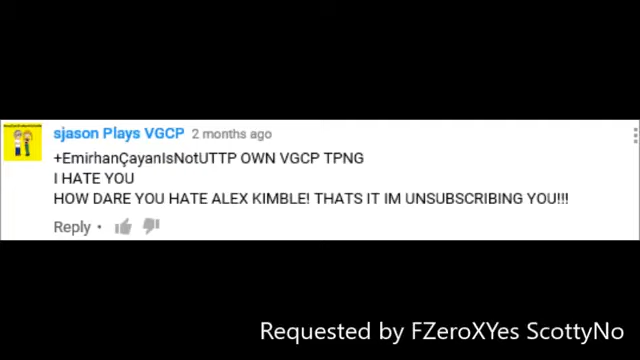 sjason Plays VGCP 2 months ago
+EmirhanÇayanIsNotUTTP OWN VGCP TPNG
I HATE YOU
HOW DARE YOU HATE ALEX KIMBLE! THATS IT IM UNSUBSCRIBING YOU!!!
Reply •
Requested by FZeroXYes ScottyNo